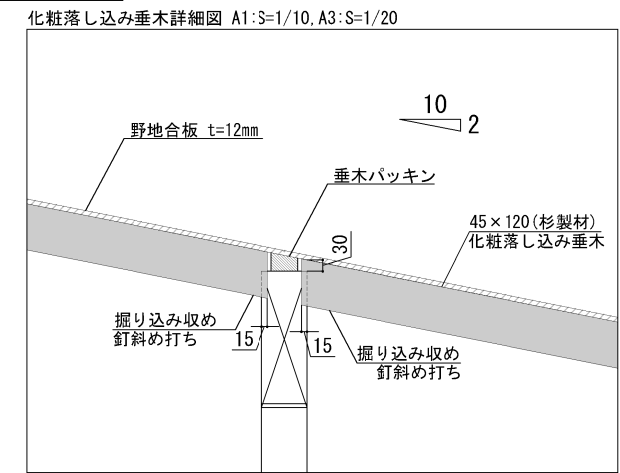 化粧落し込み垂木詳細図 A1:S=1/10,A3:S=1/20
10
2
野地合板 t=12mm
垂木パッキン
45×120(杉製材)
化粧落し込み垂木
30
掘り込み収め
釘斜め打ち
15
15
掘り込み収め
釘斜め打ち